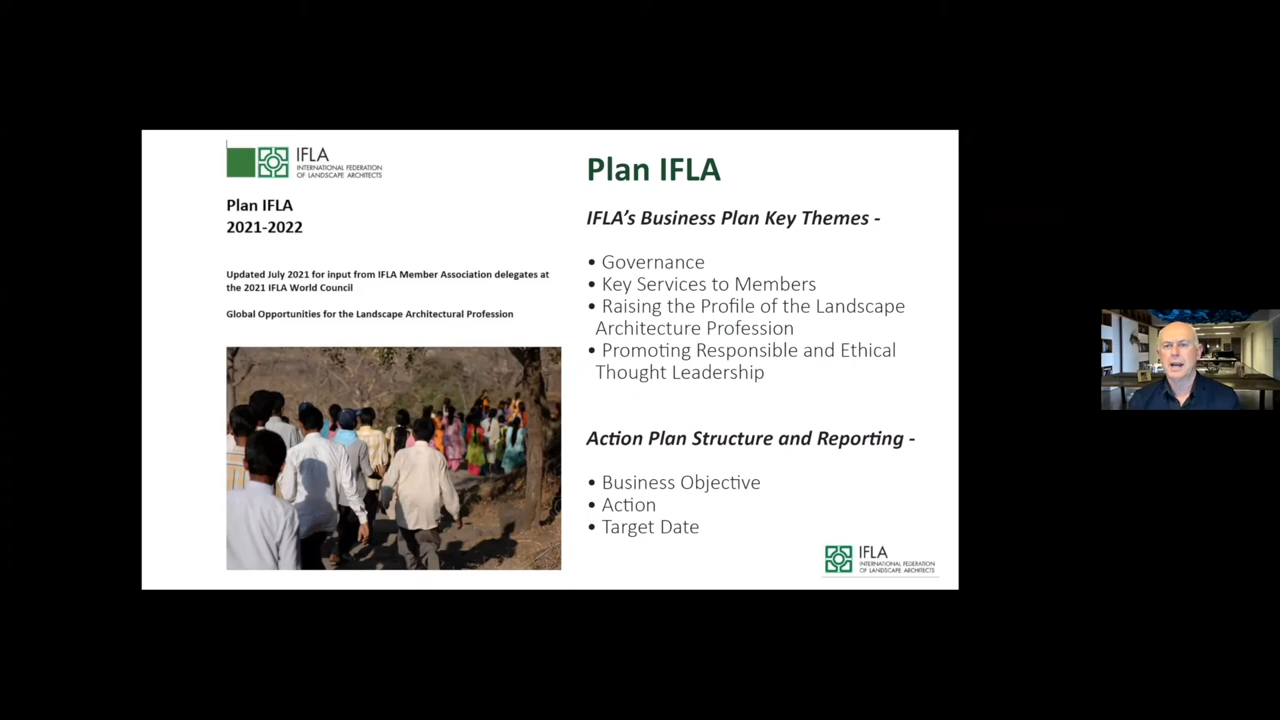 IFLA
INTERNATIONAL FEDERATION
OF LANDSCAPE ARCHITECTS
Plan IFLA
2021-2022
Updated July 2021 for input from IFLA Member Association delegates at
the 2021 IFLA World Council
Global Opportunities for the Landscape Architectural Profession
Plan IFLA
IFLA's Business Plan Key Themes -
• Governance
• Key Services to Members
• Raising the Profile of the Landscape
Architecture Profession
• Promoting Responsible and Ethical
Thought Leadership
Action Plan Structure and Reporting -
• Business Objective
• Action
• Target Date
IFLA
INTERNATIONAL FEDERATION
OF LANDSCAPE ARCHITECTS